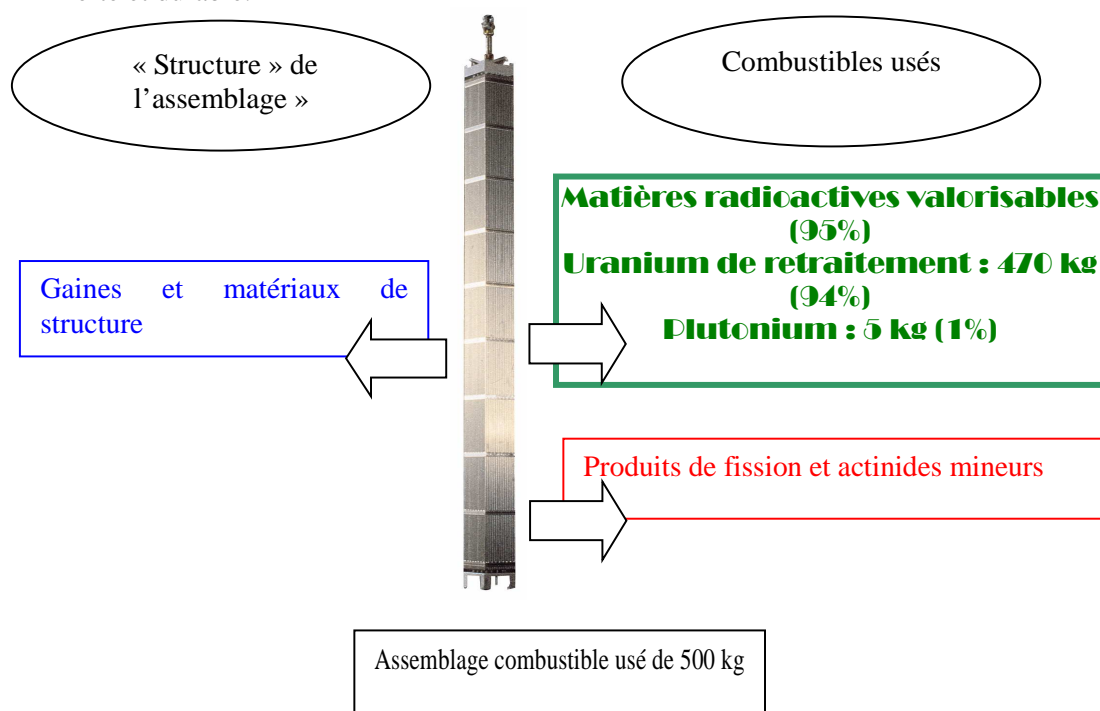 « Structure » de
l’assemblage »
Combustibles usés
Matières radioactives valorisables
(95%)
Uranium de retraitement : 470 kg
(94%)
Plutonium : 5 kg (1%)
Gaines et matériaux de
structure
Produits de fission et actinides mineurs
Assemblage combustible usé de 500 kg